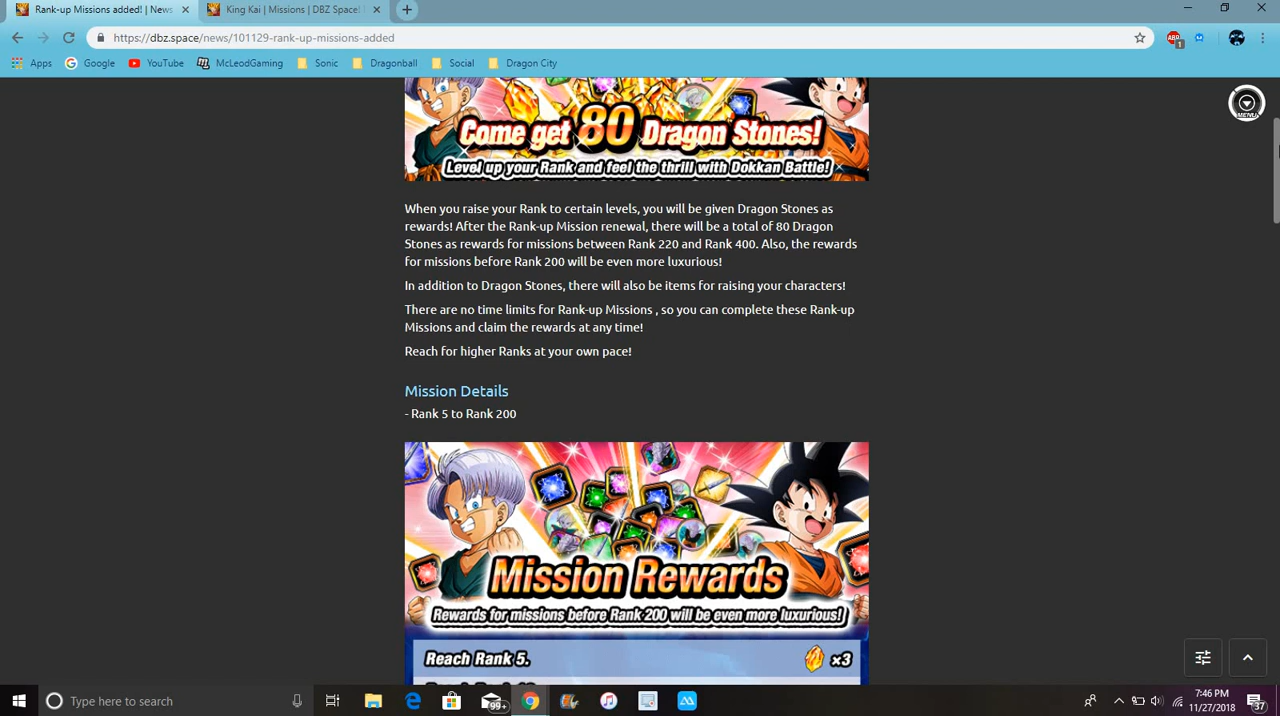 Rank-up Missions added! | News
King Kai | Missions | DBZ Space!
https://dbz.space/news/101129-rank-up-missions-added
ABP
1
Apps
Google
YouTube
McLeodGaming
Sonic
Dragonball
Social
Dragon City
MENU
Come get 80 Dragon Stones!
Level up your Rank and feel the thrill with Dokkan Battle!
When you raise your Rank to certain levels, you will be given Dragon Stones as
rewards! After the Rank-up Mission renewal, there will be a total of 80 Dragon
Stones as rewards for missions between Rank 220 and Rank 400. Also, the rewards
for missions before Rank 200 will be even more luxurious!
In addition to Dragon Stones, there will also be items for raising your characters!
There are no time limits for Rank-up Missions , so you can complete these Rank-up
Missions and claim the rewards at any time!
Reach for higher Ranks at your own pace!
Mission Details
- Rank 5 to Rank 200
Mission Rewards
Rewards for missions before Rank 200 will be even more luxurious!
Reach Rank 5.
×3
Type here to search
99+
7:46 PM
11/27/2018
37